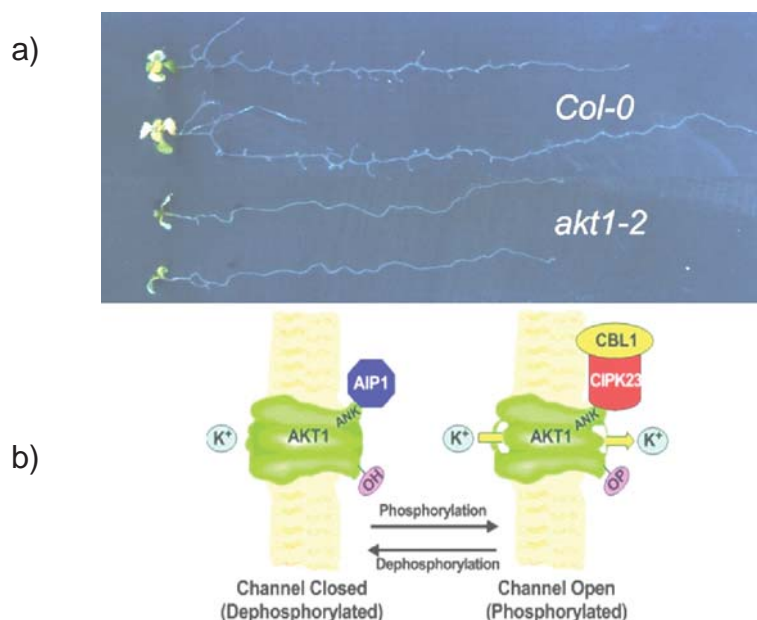 a)
Col-0
akt1-2
b)
AIP1
ANK
K⁺
AKT1
OH
CBL1
CIPK23
ANK
K⁺
AKT1
K⁺
OP
Phosphorylation
Dephosphorylation
Channel Closed
(Dephosphorylated)
Channel Open
(Phosphorylated)